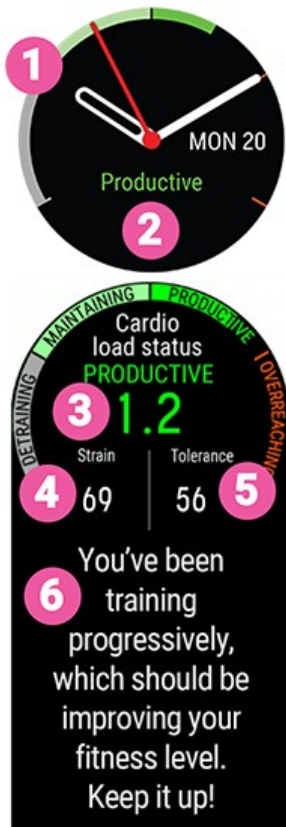 1
MON 20
Productive
2
DETRAINING
MAINTAINING
PRODUCTIVE
OVERREACHING
Cardio
load status
PRODUCTIVE
3
1.2
Strain
Tolerance
4
69
56
5
You've been
6
training
progressively,
which should be
improving your
fitness level.
Keep it up!